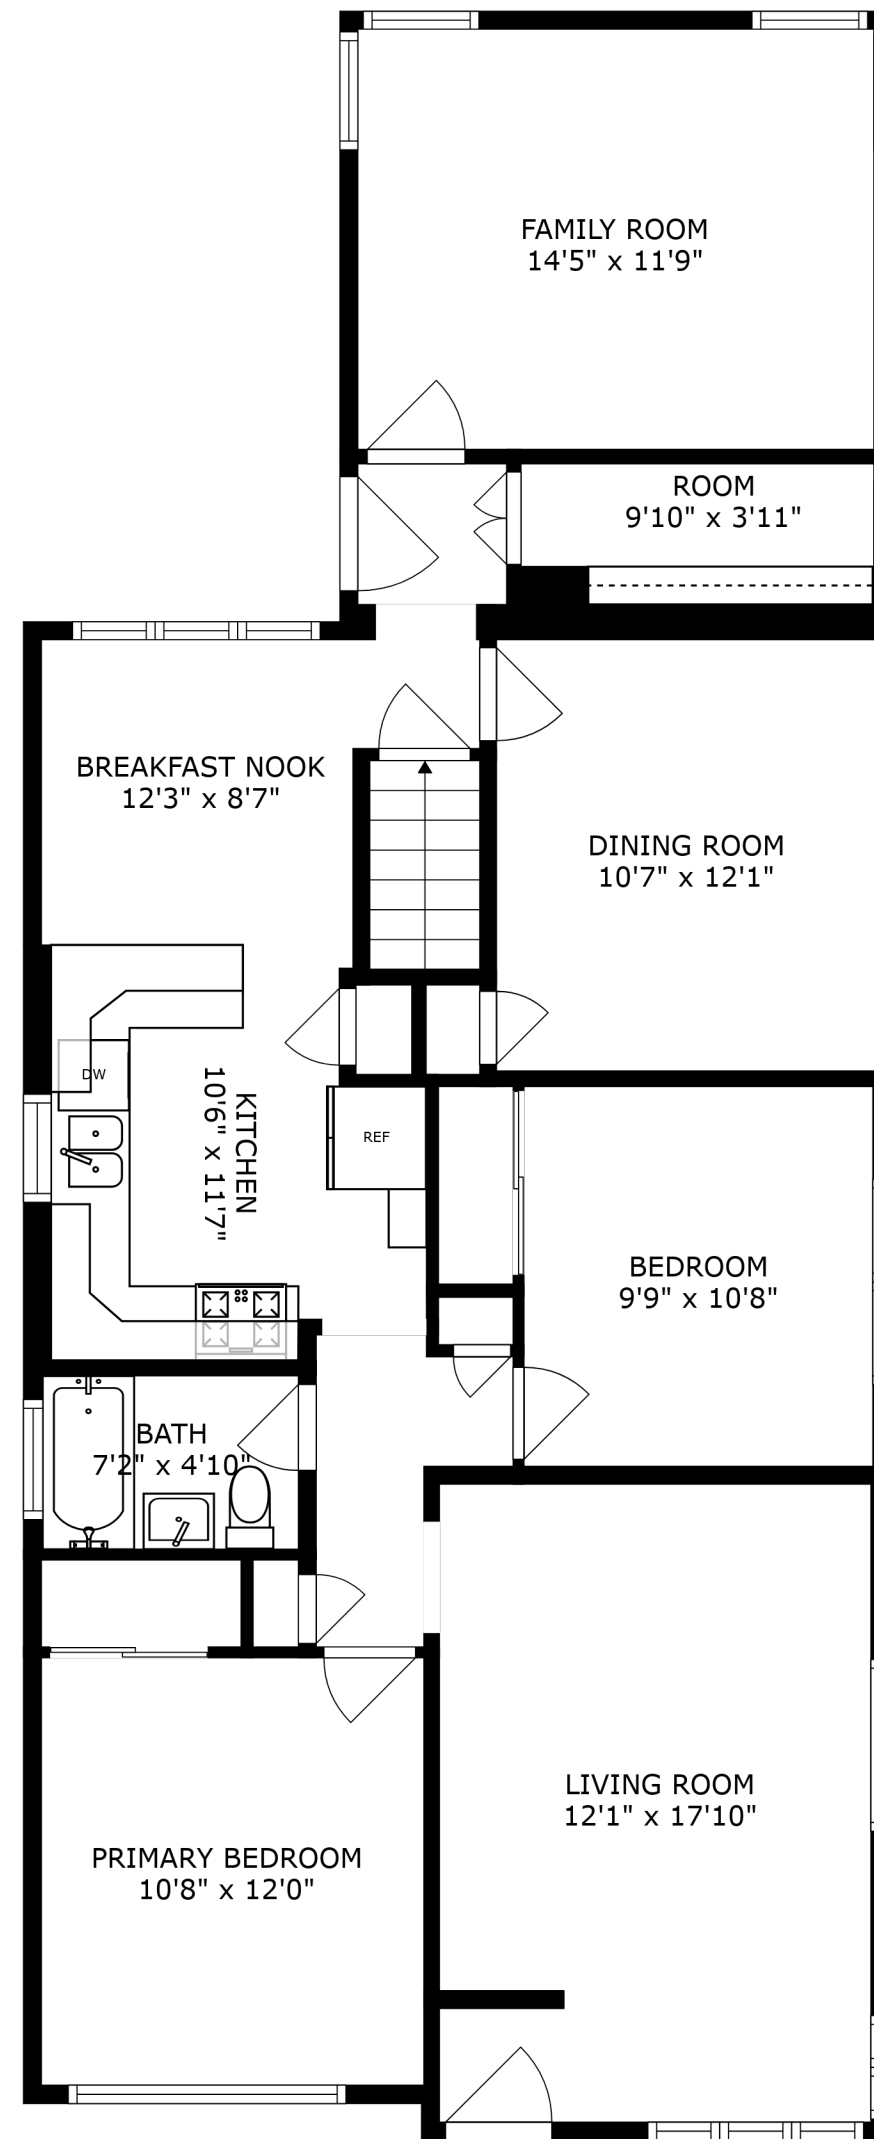 FAMILY ROOM
14'5" x 11'9"
ROOM
9'10" x 3'11"
BREAKFAST NOOK
12'3" x 8'7"
DINING ROOM
10'7" x 12'1"
DW
KITCHEN
10'6" x 11'7"
REF
BEDROOM
9'9" x 10'8"
BATH
7'2" x 4'10"
LIVING ROOM
12'1" x 17'10"
PRIMARY BEDROOM
10'8" x 12'0"